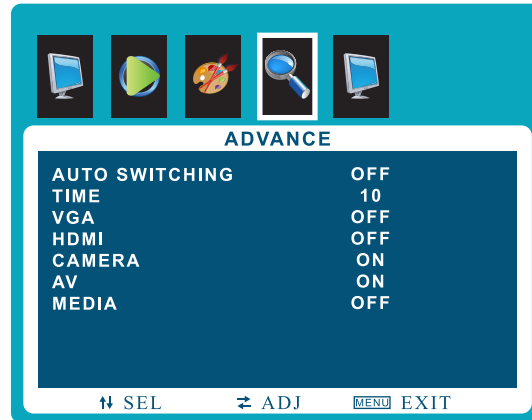 ADVANCE
AUTO SWITCHING OFF
TIME 10
VGA OFF
HDMI OFF
CAMERA ON
AV ON
MEDIA OFF
SEL ADJ MENU EXIT